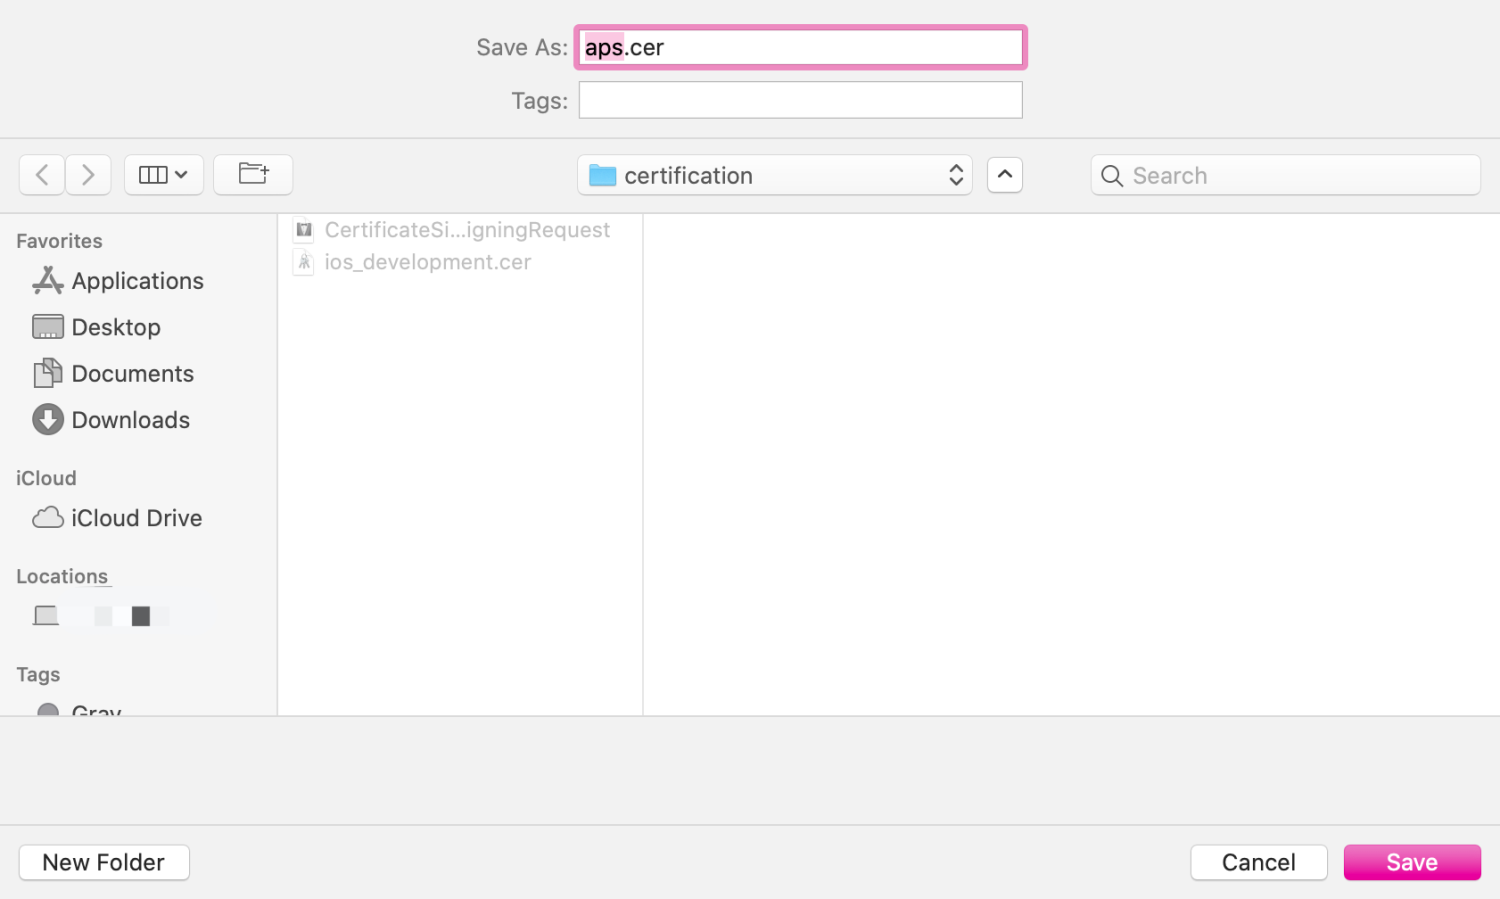 Save As: aps.cer
Tags:
certification
Search
Favorites
Applications
Desktop
Documents
Downloads
iCloud
iCloud Drive
Locations
Tags
Gray
CertificateSi...igningRequest
ios_development.cer
New Folder
Cancel
Save